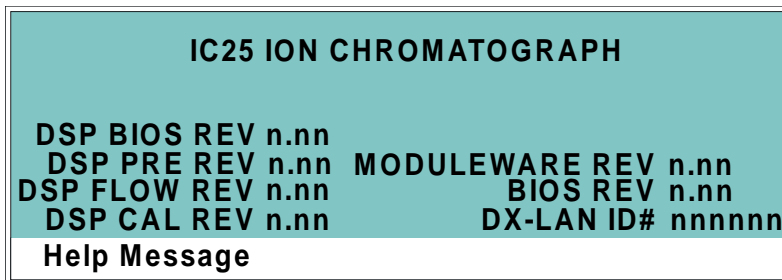 IC25 ION CHROMATOGRAPH
DSP BIOS REV n.nn
DSP PRE REV n.nn MODULEWARE REV n.nn
DSP FLOW REV n.nn BIOS REV n.nn
DSP CAL REV n.nn DX-LAN ID# nnnnnn
Help Message